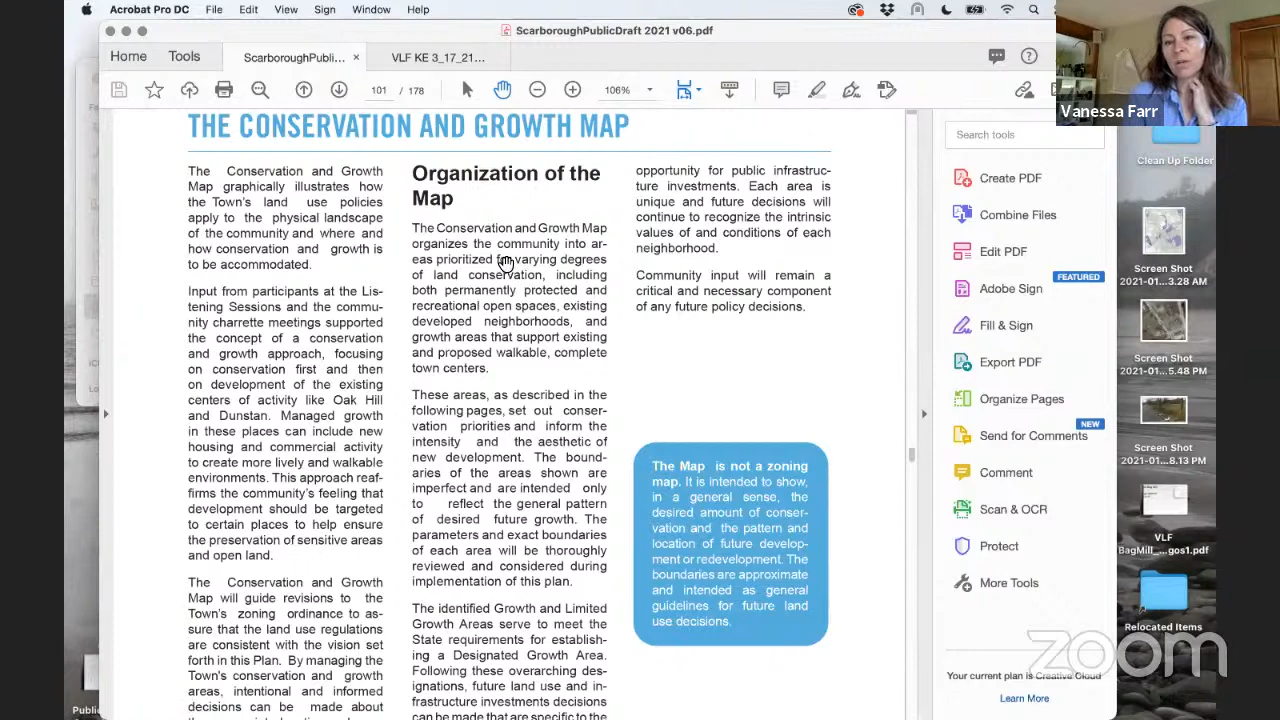 Acrobat Pro DC File Edit View Sign Window Help
ScarboroughPublicDraft 2021 v06.pdf
Home Tools ScarboroughPubli... × VLF KE 3_17_21...
101 / 178 106%
Vanessa Farr
THE CONSERVATION AND GROWTH MAP
The Conservation and Growth
Map graphically illustrates how
the Town's land use policies
apply to the physical landscape
of the community and where and
how conservation and growth is
to be accommodated.
Input from participants at the Lis-
tening Sessions and the commu-
nity charrette meetings supported
the concept of a conservation
and growth approach, focusing
on conservation first and then
on development of the existing
centers of activity like Oak Hill
and Dunstan. Managed growth
in these places can include new
housing and commercial activity
to create more lively and walkable
environments. This approach reaf-
firms the community's feeling that
development should be targeted
to certain places to help ensure
the preservation of sensitive areas
and open land.
The Conservation and Growth
Map will guide revisions to the
Town's zoning ordinance to as-
sure that the land use regulations
are consistent with the vision set
forth in this Plan. By managing the
Town's conservation and growth
areas, intentional and informed
decisions can be made about
Organization of the
Map
The Conservation and Growth Map
organizes the community into ar-
eas prioritized for varying degrees
of land conservation, including
both permanently protected and
recreational open spaces, existing
developed neighborhoods, and
growth areas that support existing
and proposed walkable, complete
town centers.
These areas, as described in the
following pages, set out conser-
vation priorities and inform the
intensity and the aesthetic of
new development. The bound-
aries of the areas shown are
imperfect and are intended only
to reflect the general pattern
of desired future growth. The
parameters and exact boundaries
of each area will be thoroughly
reviewed and considered during
implementation of this plan.
The identified Growth and Limited
Growth Areas serve to meet the
State requirements for establish-
ing a Designated Growth Area.
Following these overarching des-
ignations, future land use and in-
frastructure investments decisions
can be made that are specific to the
opportunity for public infrastruc-
ture investments. Each area is
unique and future decisions will
continue to recognize the intrinsic
values of and conditions of each
neighborhood.
Community input will remain a
critical and necessary component
of any future policy decisions.
The Map is not a zoning
map. It is intended to show,
in a general sense, the
desired amount of conser-
vation and the pattern and
location of future develop-
ment or redevelopment. The
boundaries are approximate
and intended as general
guidelines for future land
use decisions.
Search tools
Create PDF
Combine Files
Edit PDF
FEATURED
Adobe Sign
Fill & Sign
Export PDF
Organize Pages
NEW
Send for Comments
Comment
Scan & OCR
Protect
More Tools
Your current plan is Creative Cloud
Learn More
Clean Up Folder
Screen Shot
2021-01...3.28 AM
Screen Shot
2021-01...5.48 PM
Screen Shot
2021-01...8.13 PM
VLF
BagMill_...gos1.pdf
Relocated Items
zoom
Public